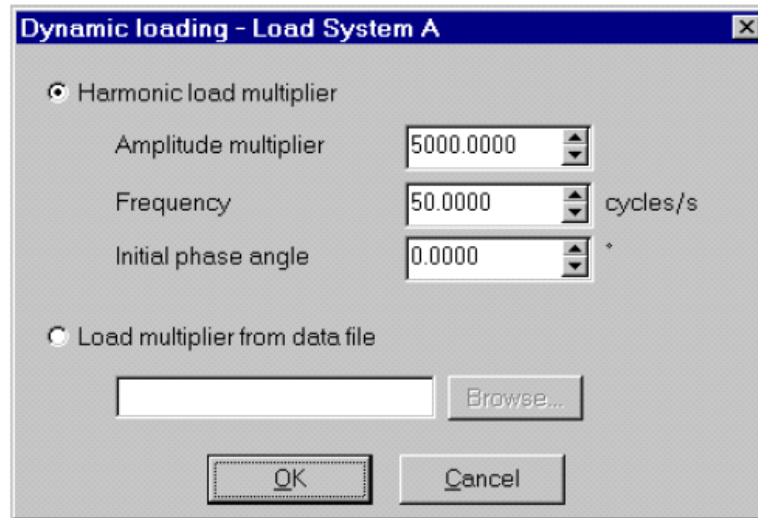 Dynamic loading - Load System A
Harmonic load multiplier
Amplitude multiplier 5000.0000
Frequency 50.0000 cycles/s
Initial phase angle 0.0000 °
Load multiplier from data file
Browse...
OK Cancel